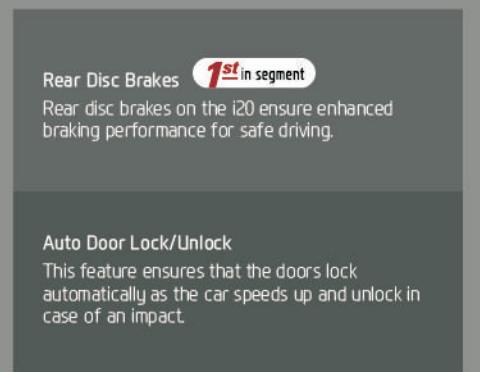 Rear Disc Brakes 1st in segment
Rear disc brakes on the i20 ensure enhanced
braking performance for safe driving.
Auto Door Lock/Unlock
This feature ensures that the doors lock
automatically as the car speeds up and unlock in
case of an impact.